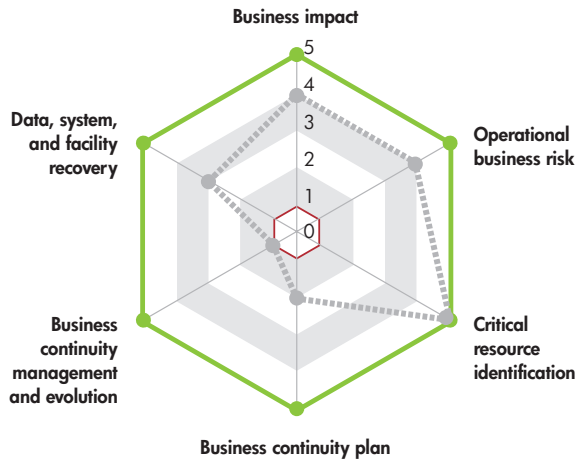 Business impact
5
4
3
2
1
0
Data, system,
and facility
recovery
Operational
business risk
Business
continuity
management
and evolution
Critical
resource
identification
Business continuity plan